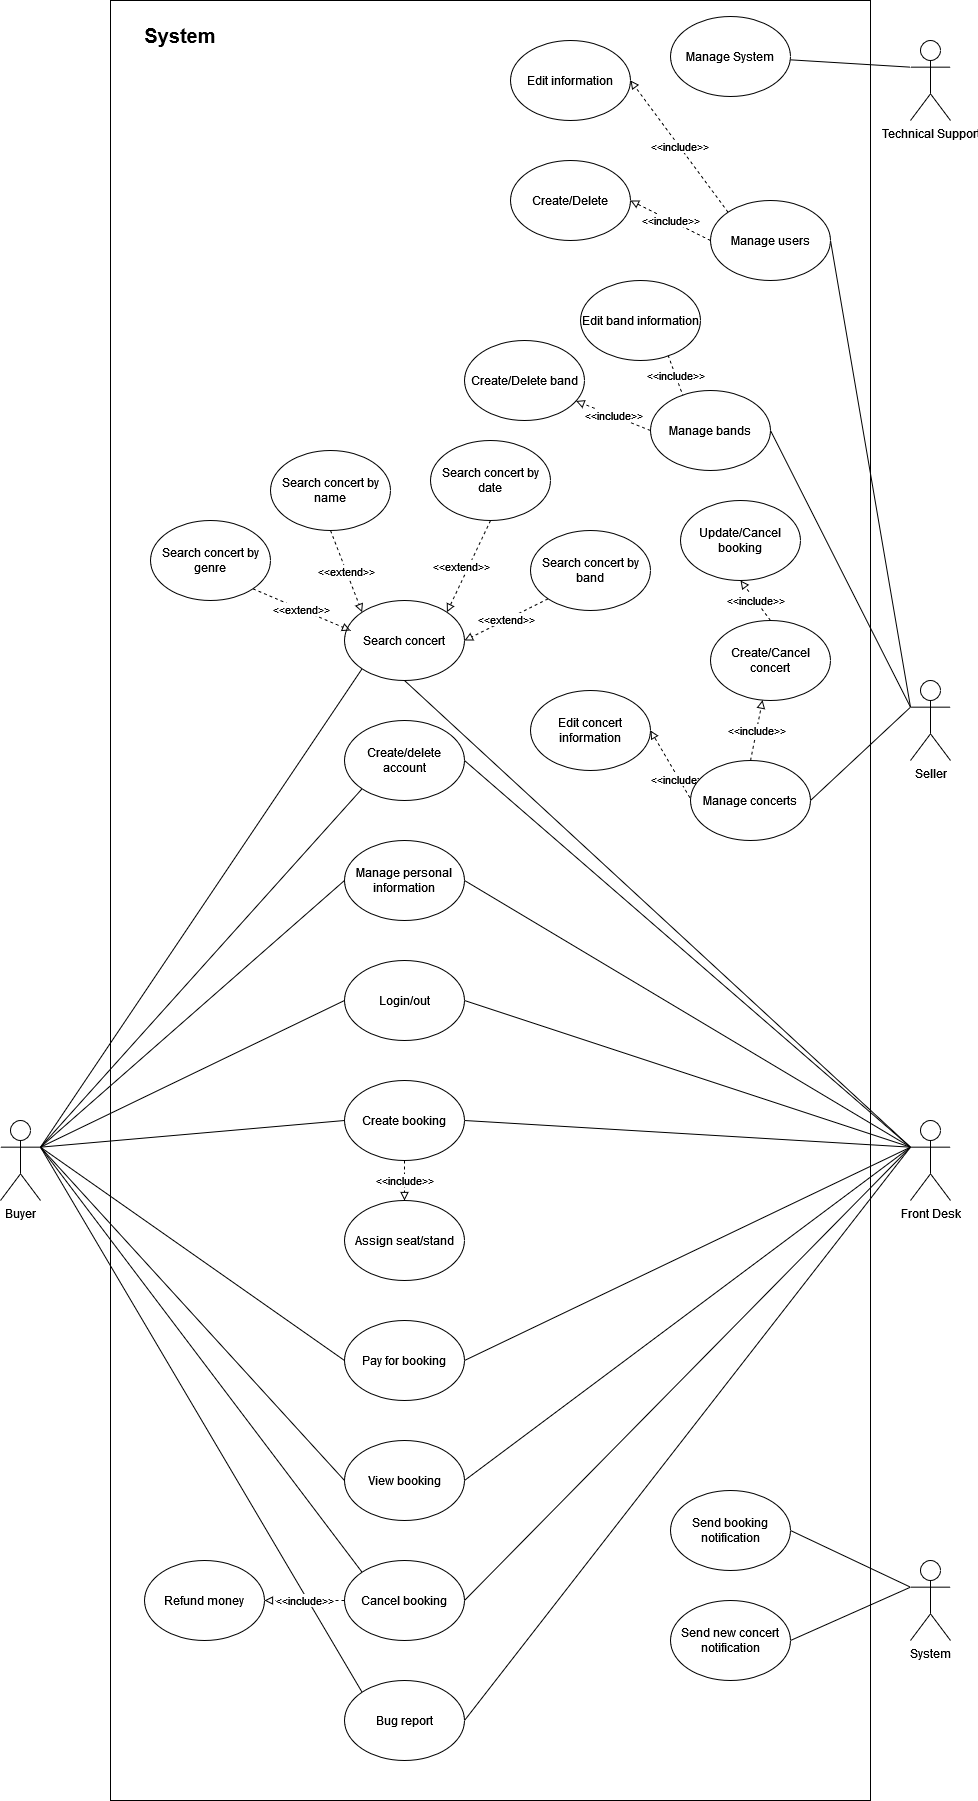 System
Manage System
Edit information
Technical Support
<<include>>
Create/Delete
<<include>>
Manage users
Edit band information
<<include>>
Create/Delete band
<<include>>
Manage bands
Search concert by
name
Search concert by
date
Update/Cancel
booking
Search concert by
genre
Search concert by
band
<<extend>>
<<extend>>
<<extend>>
<<extend>>
<<include>>
Search concert
Create/Cancel
concert
Edit concert
information
<<include>>
Create/delete
account
Seller
<<include>
Manage concerts
Manage personal
information
Login/out
Create booking
<<include>>
Buyer
Front Desk
Assign seat/stand
Pay for booking
View booking
Send booking
notification
Refund money
<<include>>
Cancel booking
Send new concert
notification
System
Bug report